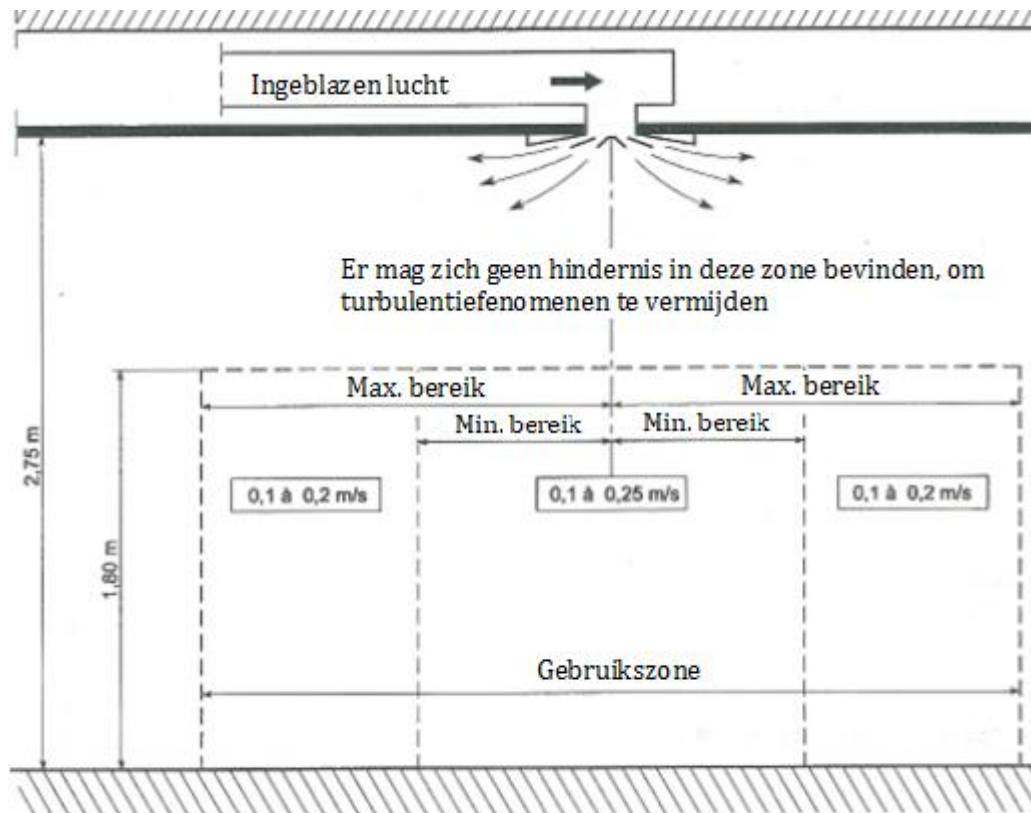 Ingeblazen lucht
Er mag zich geen hindernis in deze zone bevinden, om
turbulentiefenomenen te vermijden
Max. bereik
Max. bereik
Min. bereik
Min. bereik
2,75 m
1,80 m
0,1 à 0,2 m/s
0,1 à 0,25 m/s
0,1 à 0,2 m/s
Gebruikszone